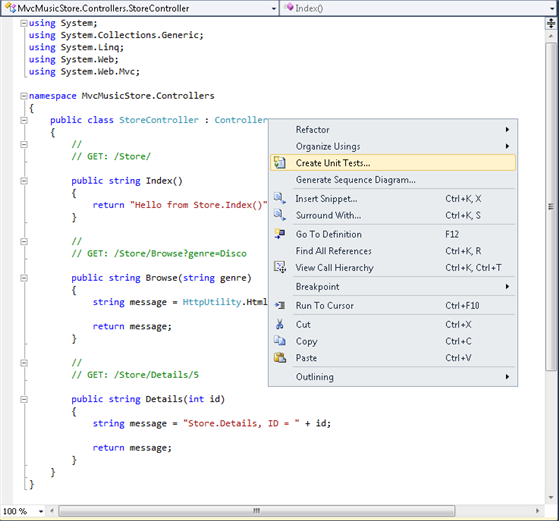 MvcMusicStore.Controllers.StoreController
Index()
using System;
using System.Collections.Generic;
using System.Linq;
using System.Web;
using System.Web.Mvc;
namespace MvcMusicStore.Controllers
{
public class StoreController : Controller
{
//
// GET: /Store/
public string Index()
{
return "Hello from Store.Index()"
}
//
// GET: /Store/Browse?genre=Disco
public string Browse(string genre)
{
string message = HttpUtility.Html
return message;
}
//
// GET: /Store/Details/5
public string Details(int id)
{
string message = "Store.Details, ID = " + id;
return message;
}
}
}
Refactor
Organize Usings
Create Unit Tests...
Generate Sequence Diagram...
Insert Snippet... Ctrl+K, X
Surround With... Ctrl+K, S
Go To Definition F12
Find All References Ctrl+K, R
View Call Hierarchy Ctrl+K, Ctrl+T
Breakpoint
Run To Cursor Ctrl+F10
Cut Ctrl+X
Copy Ctrl+C
Paste Ctrl+V
Outlining
100 %